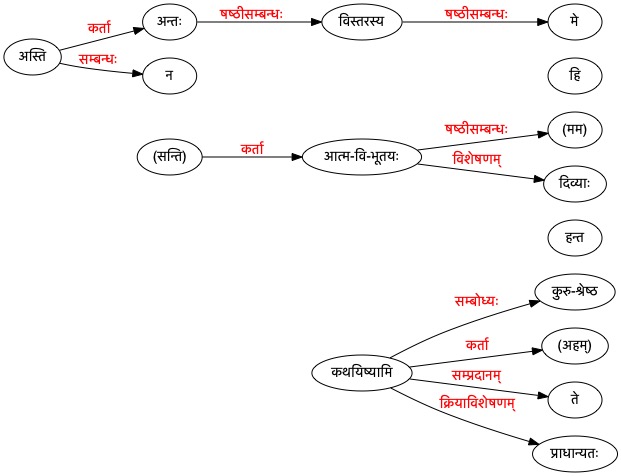 कर्ता षष्ठीसम्बन्धः षष्ठीसम्बन्धः
अस्ति अन्तः विस्तरस्य मे
सम्बन्धः न
हि
षष्ठीसम्बन्धः (मम)
(सन्ति) कर्ता आत्म-वि-भूतयः
विशेषणम् दिव्याः
हन्त
सम्बोध्यः कुरु-श्रेष्ठ
कर्ता (अहम्)
कथयिष्यामि
सम्प्रदानम् ते
क्रियाविशेषणम्
प्राधान्यतः